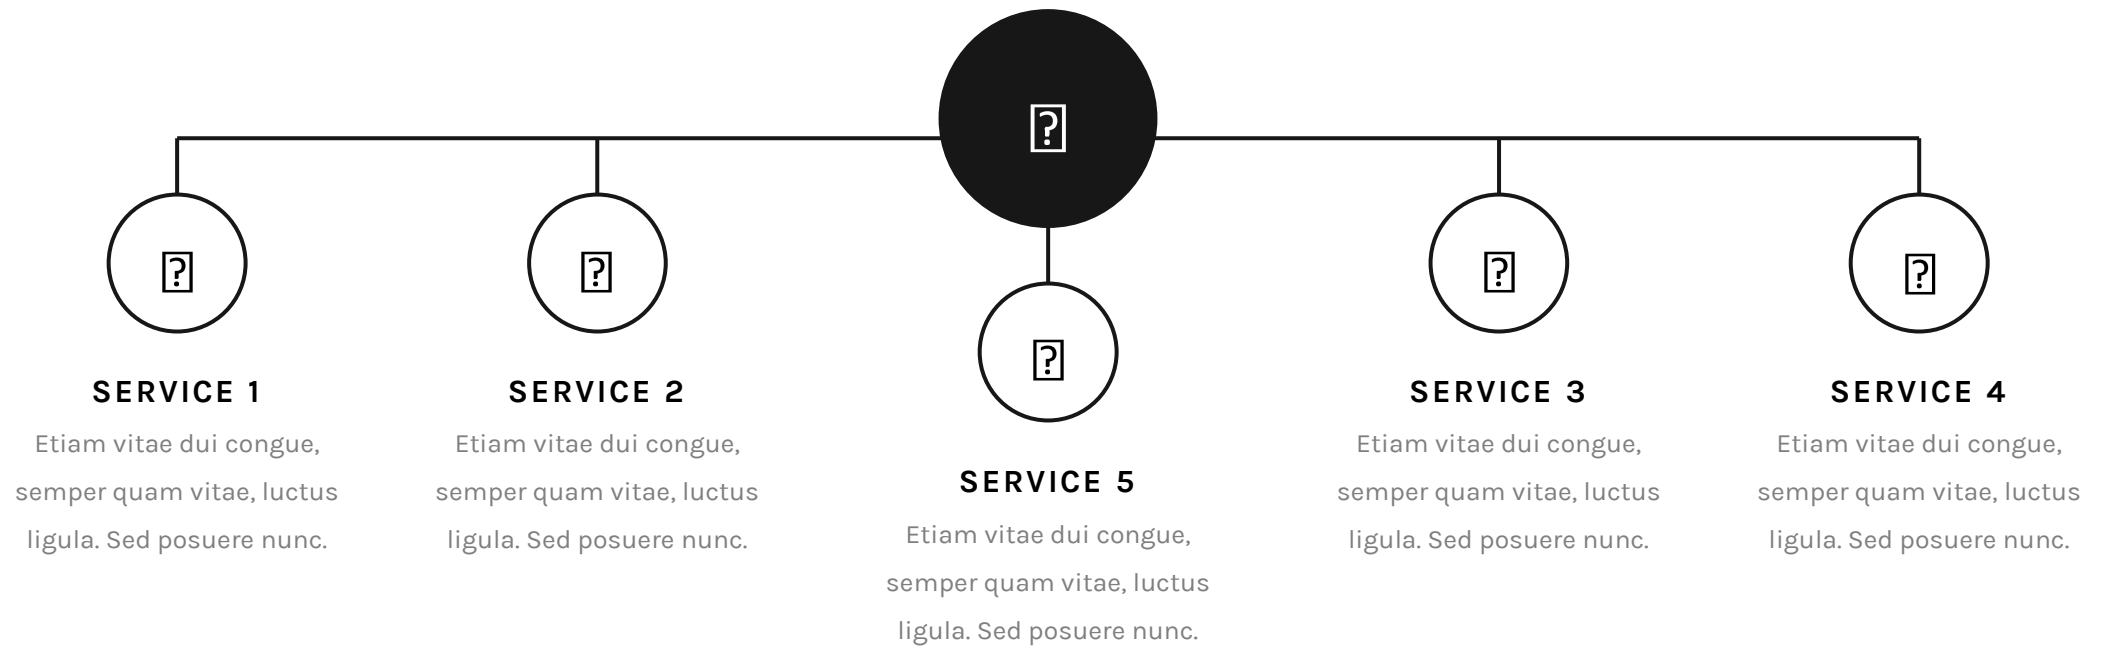 SERVICE 1
Etiam vitae dui congue,
semper quam vitae, luctus
ligula. Sed posuere nunc.
SERVICE 2
Etiam vitae dui congue,
semper quam vitae, luctus
ligula. Sed posuere nunc.
SERVICE 5
Etiam vitae dui congue,
semper quam vitae, luctus
ligula. Sed posuere nunc.
SERVICE 3
Etiam vitae dui congue,
semper quam vitae, luctus
ligula. Sed posuere nunc.
SERVICE 4
Etiam vitae dui congue,
semper quam vitae, luctus
ligula. Sed posuere nunc.